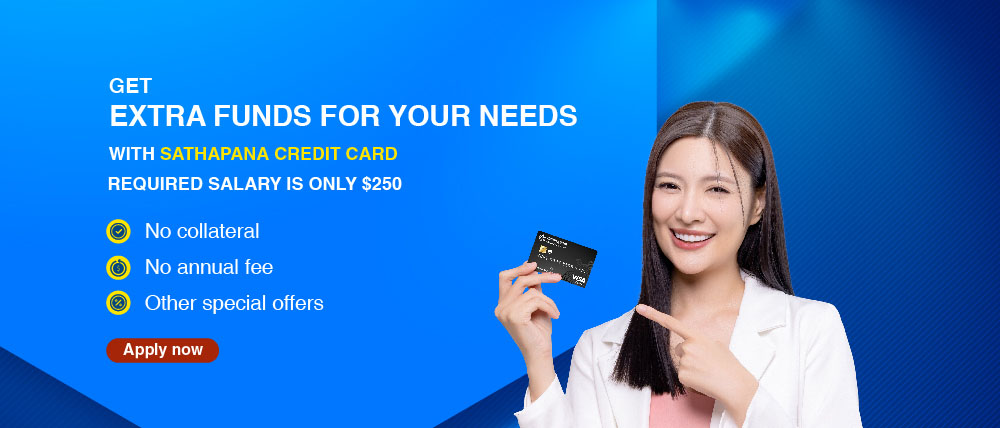 GET
EXTRA FUNDS FOR YOUR NEEDS
WITH SATHAPANA CREDIT CARD
REQUIRED SALARY IS ONLY $250
No collateral
No annual fee
Other special offers
Apply now
VISA